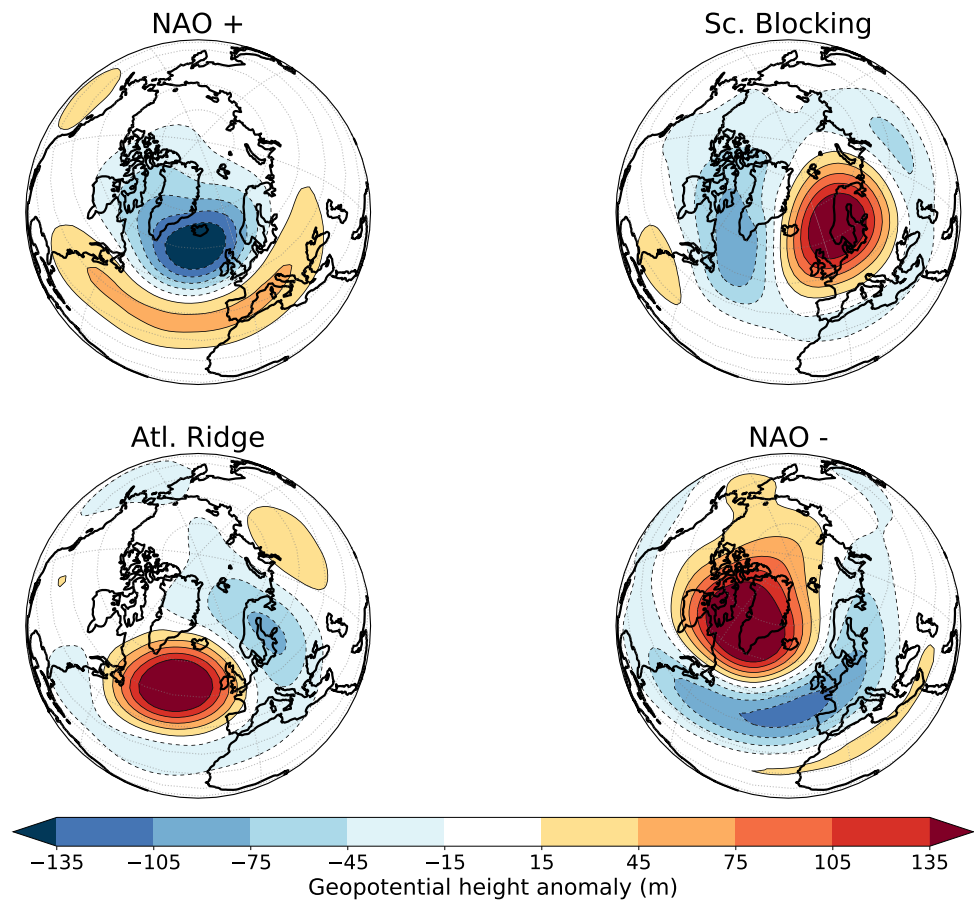 NAO +
Sc. Blocking
Atl. Ridge
NAO -
−135 −105 −75 −45 −15 15 45 75 105 135
Geopotential height anomaly (m)